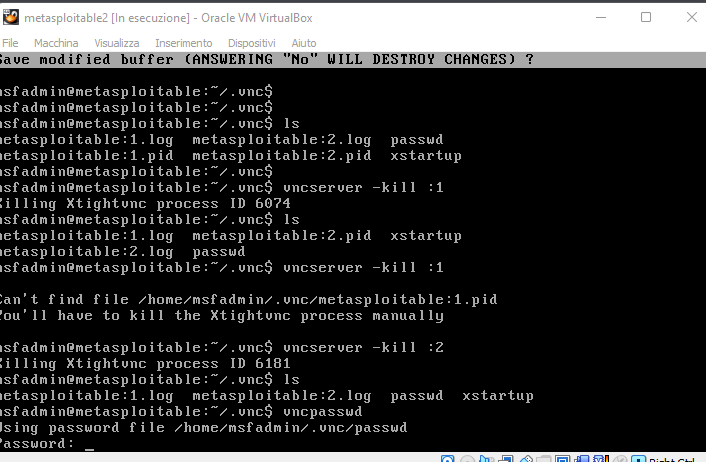 metasploitable2 [In esecuzione] - Oracle VM VirtualBox
File Macchina Visualizza Inserimento Dispositivi Aiuto
Save modified buffer (ANSWERING "No" WILL DESTROY CHANGES) ?
msfadmin@metasploitable:~/.vnc$
msfadmin@metasploitable:~/.vnc$
msfadmin@metasploitable:~/.vnc$ ls
metasploitable:1.log metasploitable:2.log passwd
metasploitable:1.pid metasploitable:2.pid xstartup
msfadmin@metasploitable:~/.vnc$
msfadmin@metasploitable:~/.vnc$ vncserver -kill :1
Killing Xtightvnc process ID 6074
msfadmin@metasploitable:~/.vnc$ ls
metasploitable:1.log metasploitable:2.pid xstartup
metasploitable:2.log passwd
msfadmin@metasploitable:~/.vnc$ vncserver -kill :1
Can't find file /home/msfadmin/.vnc/metasploitable:1.pid
You'll have to kill the Xtightvnc process manually
msfadmin@metasploitable:~/.vnc$ vncserver -kill :2
Killing Xtightvnc process ID 6181
msfadmin@metasploitable:~/.vnc$ ls
metasploitable:1.log metasploitable:2.log passwd xstartup
msfadmin@metasploitable:~/.vnc$ vncpasswd
Using password file /home/msfadmin/.vnc/passwd
Password: _
Right Ctrl